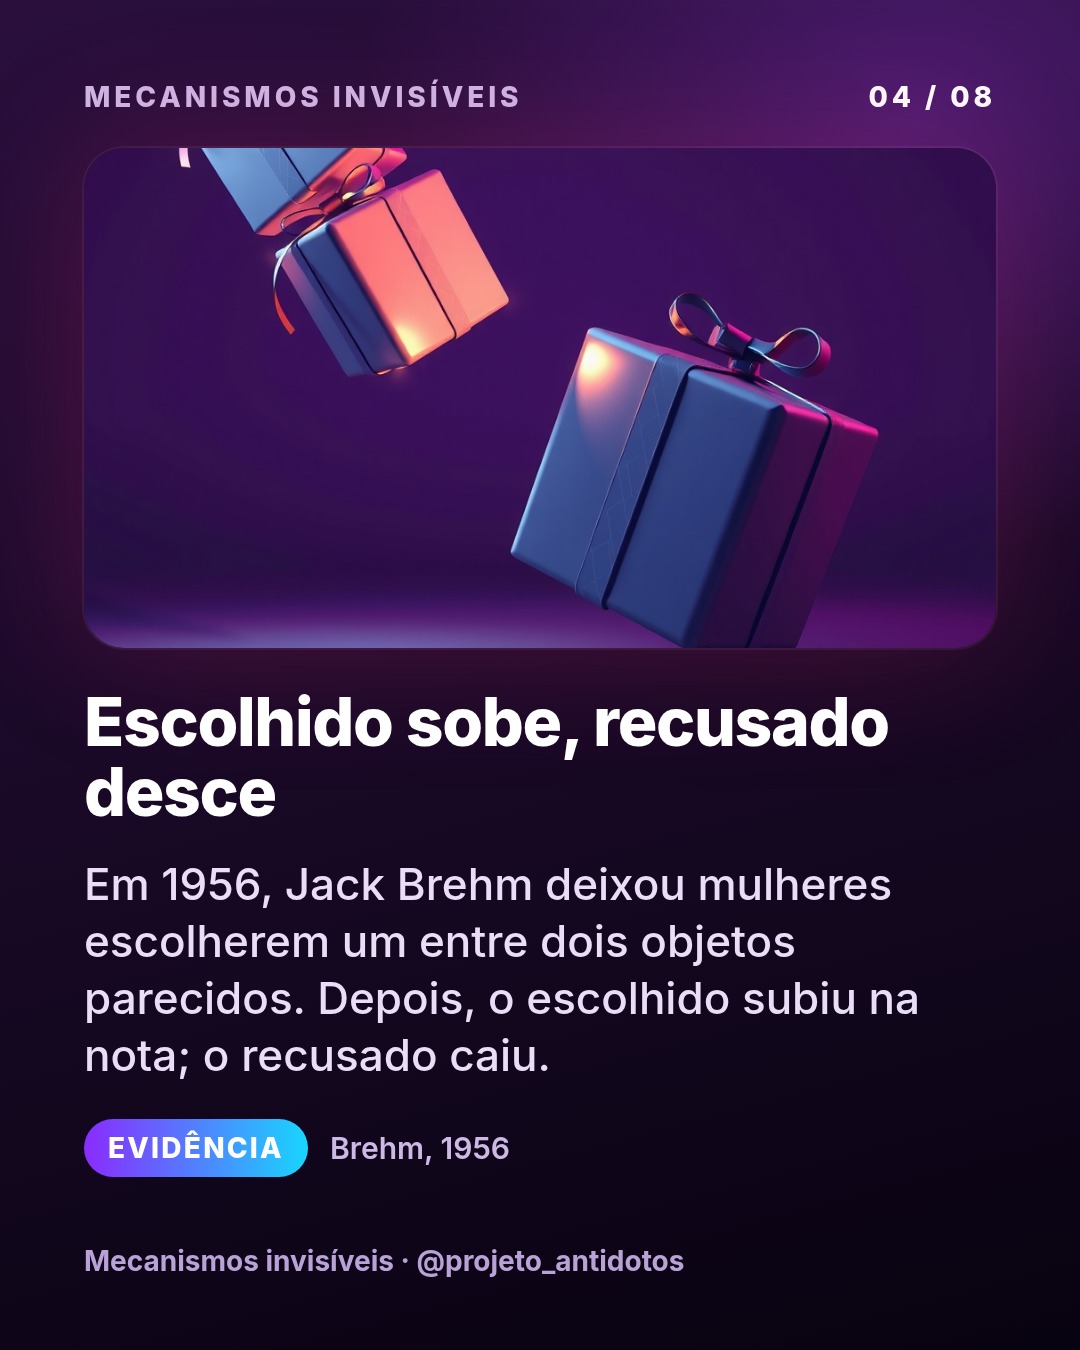 MECANISMOS INVISÍVEIS
04 / 08
Escolhido sobe, recusado
desce
Em 1956, Jack Brehm deixou mulheres
escolherem um entre dois objetos
parecidos. Depois, o escolhido subiu na
nota; o recusado caiu.
EVIDÊNCIA Brehm, 1956
Mecanismos invisíveis · @projeto_antidotos